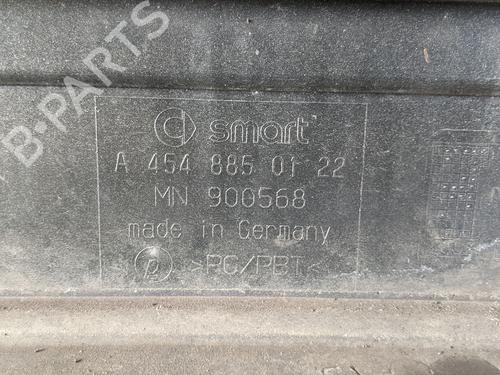 B-PARTS
smart
A 454 885 01 22
MN 900568
made in Germany
>PC/PBT<